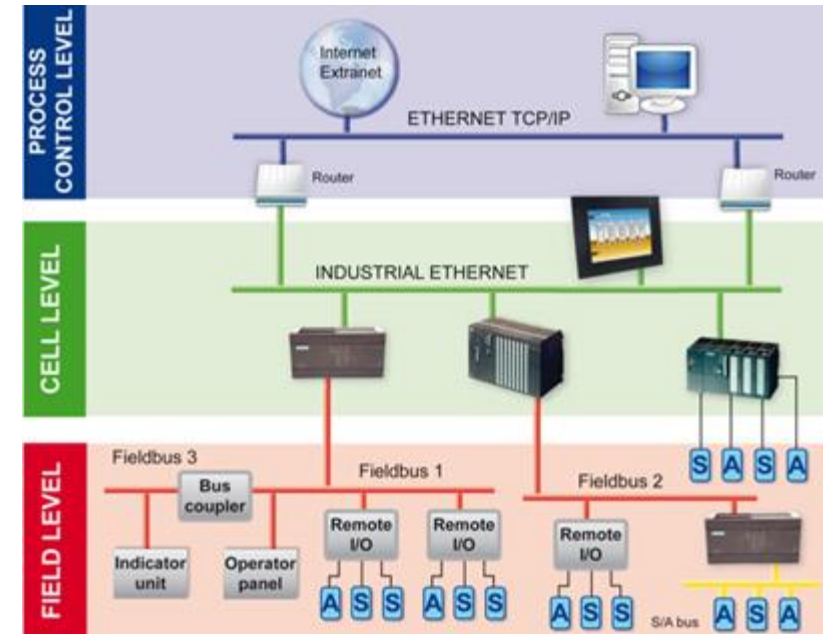 PROCESS
CONTROL LEVEL
Internet
Extranet
ETHERNET TCP/IP
Router
Router
CELL LEVEL
INDUSTRIAL ETHERNET
FIELD LEVEL
S A S A
Fieldbus 3
Bus
coupler
Fieldbus 1
Fieldbus 2
Indicator
unit
Operator
panel
Remote
I/O
Remote
I/O
Remote
I/O
A S S
A S S
A S S
S/A bus
A S A